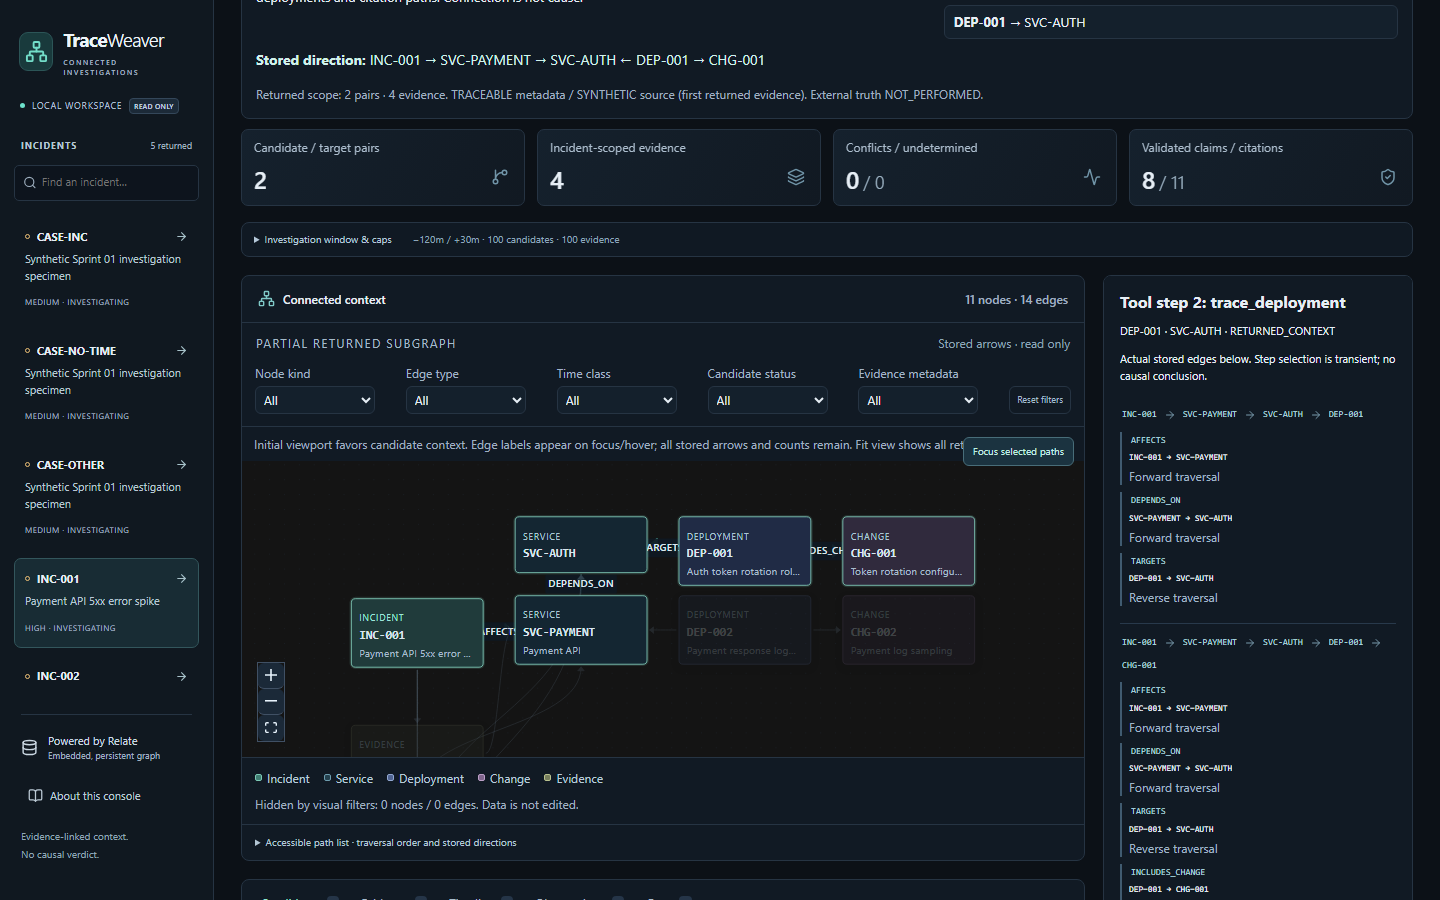 TraceWeaver
CONNECTED
INVESTIGATIONS
LOCAL WORKSPACE READ ONLY
INCIDENTS 5 returned
Find an incident...
CASE-INC
Synthetic Sprint 01 investigation
specimen
MEDIUM · INVESTIGATING
CASE-NO-TIME
Synthetic Sprint 01 investigation
specimen
MEDIUM · INVESTIGATING
CASE-OTHER
Synthetic Sprint 01 investigation
specimen
MEDIUM · INVESTIGATING
INC-001
Payment API 5xx error spike
HIGH · INVESTIGATING
INC-002
Powered by Relate
Embedded, persistent graph
About this console
Evidence-linked context.
No causal verdict.
deployments and citation paths. Connection is not cause.
DEP-001 → SVC-AUTH
Stored direction: INC-001 → SVC-PAYMENT → SVC-AUTH ← DEP-001 → CHG-001
Returned scope: 2 pairs · 4 evidence. TRACEABLE metadata / SYNTHETIC source (first returned evidence). External truth NOT_PERFORMED.
Candidate / target pairs
2
Incident-scoped evidence
4
Conflicts / undetermined
0 / 0
Validated claims / citations
8 / 11
Investigation window & caps −120m / +30m · 100 candidates · 100 evidence
Connected context 11 nodes · 14 edges
PARTIAL RETURNED SUBGRAPH Stored arrows · read only
Node kind Edge type Time class Candidate status Evidence metadata
All All All All All Reset filters
Initial viewport favors candidate context. Edge labels appear on focus/hover; all stored arrows and counts remain. Fit view shows all ret
Focus selected paths
SERVICE
SVC-AUTH
ARGET
DEPLOYMENT
DEP-001
Auth token rotation rol...
DES_CH
CHANGE
CHG-001
Token rotation configu...
DEPENDS_ON
INCIDENT
INC-001
Payment API 5xx error ...
AFFECTS
SERVICE
SVC-PAYMENT
Payment API
DEPLOYMENT
DEP-002
Payment response log...
CHANGE
CHG-002
Payment log sampling
EVIDENCE
Incident Service Deployment Change Evidence
Hidden by visual filters: 0 nodes / 0 edges. Data is not edited.
Accessible path list · traversal order and stored directions
Tool step 2: trace_deployment
DEP-001 · SVC-AUTH · RETURNED_CONTEXT
Actual stored edges below. Step selection is transient; no
causal conclusion.
INC-001 → SVC-PAYMENT → SVC-AUTH → DEP-001
AFFECTS
INC-001 → SVC-PAYMENT
Forward traversal
DEPENDS_ON
SVC-PAYMENT → SVC-AUTH
Forward traversal
TARGETS
DEP-001 → SVC-AUTH
Reverse traversal
INC-001 → SVC-PAYMENT → SVC-AUTH → DEP-001 →
CHG-001
AFFECTS
INC-001 → SVC-PAYMENT
Forward traversal
DEPENDS_ON
SVC-PAYMENT → SVC-AUTH
Forward traversal
TARGETS
DEP-001 → SVC-AUTH
Reverse traversal
INCLUDES_CHANGE
DEP-001 → CHG-001